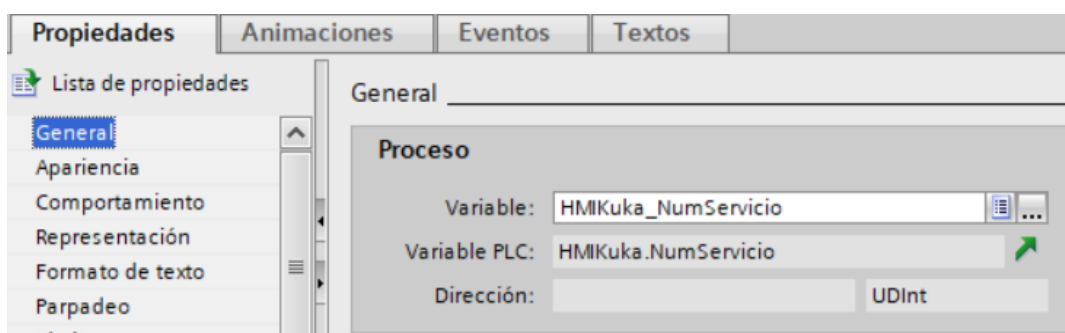 Propiedades Animaciones Eventos Textos
Lista de propiedades
General
Apariencia
Comportamiento
Representación
Formato de texto
Parpadeo
General
Proceso
Variable: HMIKuka_NumServicio ...
Variable PLC: HMIKuka.NumServicio
Dirección: UDInt